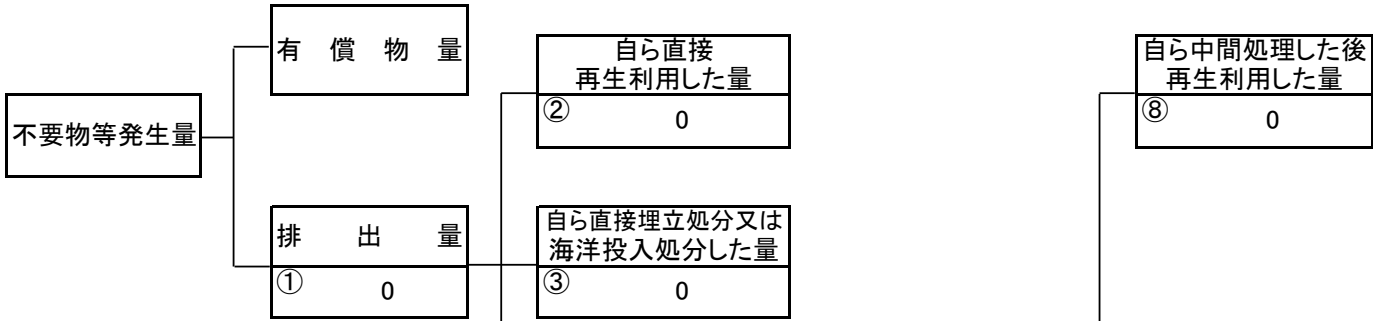 有償物量
自ら直接
再生利用した量
② 0
自ら中間処理した後
再生利用した量
⑧ 0
不要物等発生量
排出量
① 0
自ら直接埋立処分又は
海洋投入処分した量
③ 0